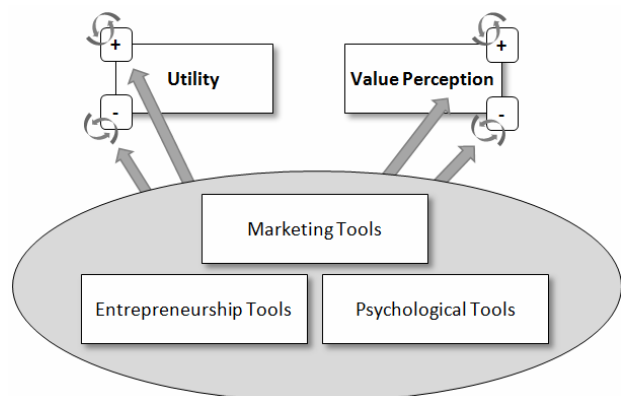 +
+
Utility
Value Perception
-
-
Marketing Tools
Entrepreneurship Tools
Psychological Tools